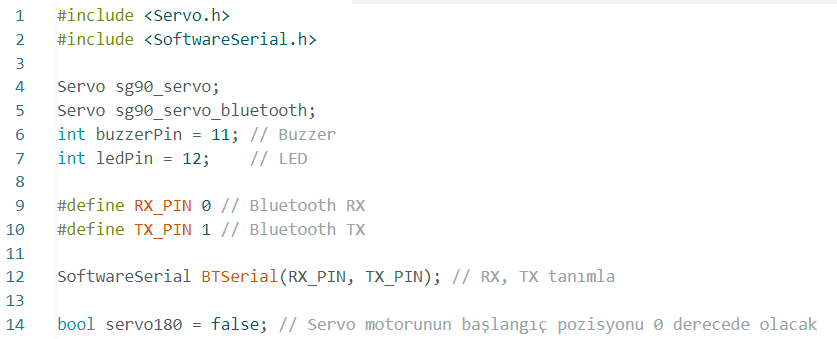 1 #include <Servo.h>
2 #include <SoftwareSerial.h>
3
4 Servo sg90_servo;
5 Servo sg90_servo_bluetooth;
6 int buzzerPin = 11; // Buzzer
7 int ledPin = 12;    // LED
8
9 #define RX_PIN 0 // Bluetooth RX
10 #define TX_PIN 1 // Bluetooth TX
11
12 SoftwareSerial BTSerial(RX_PIN, TX_PIN); // RX, TX tanımla
13
14 bool servo180 = false; // Servo motorunun başlangıç pozisyonu 0 derecede olacak